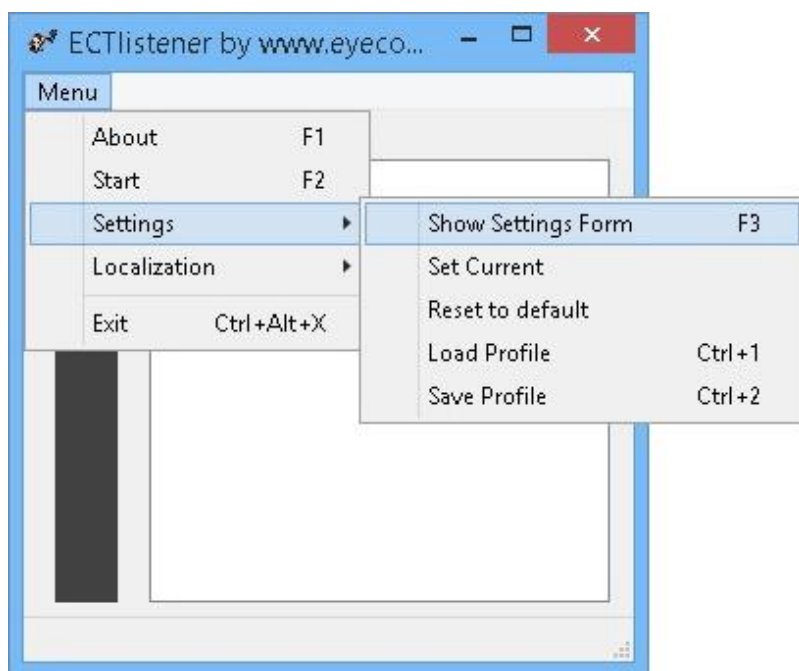 ECTlistener by www.eyeco...
Menu
About F1
Start F2
Settings
Localization
Exit Ctrl+Alt+X
Show Settings Form F3
Set Current
Reset to default
Load Profile Ctrl+1
Save Profile Ctrl+2